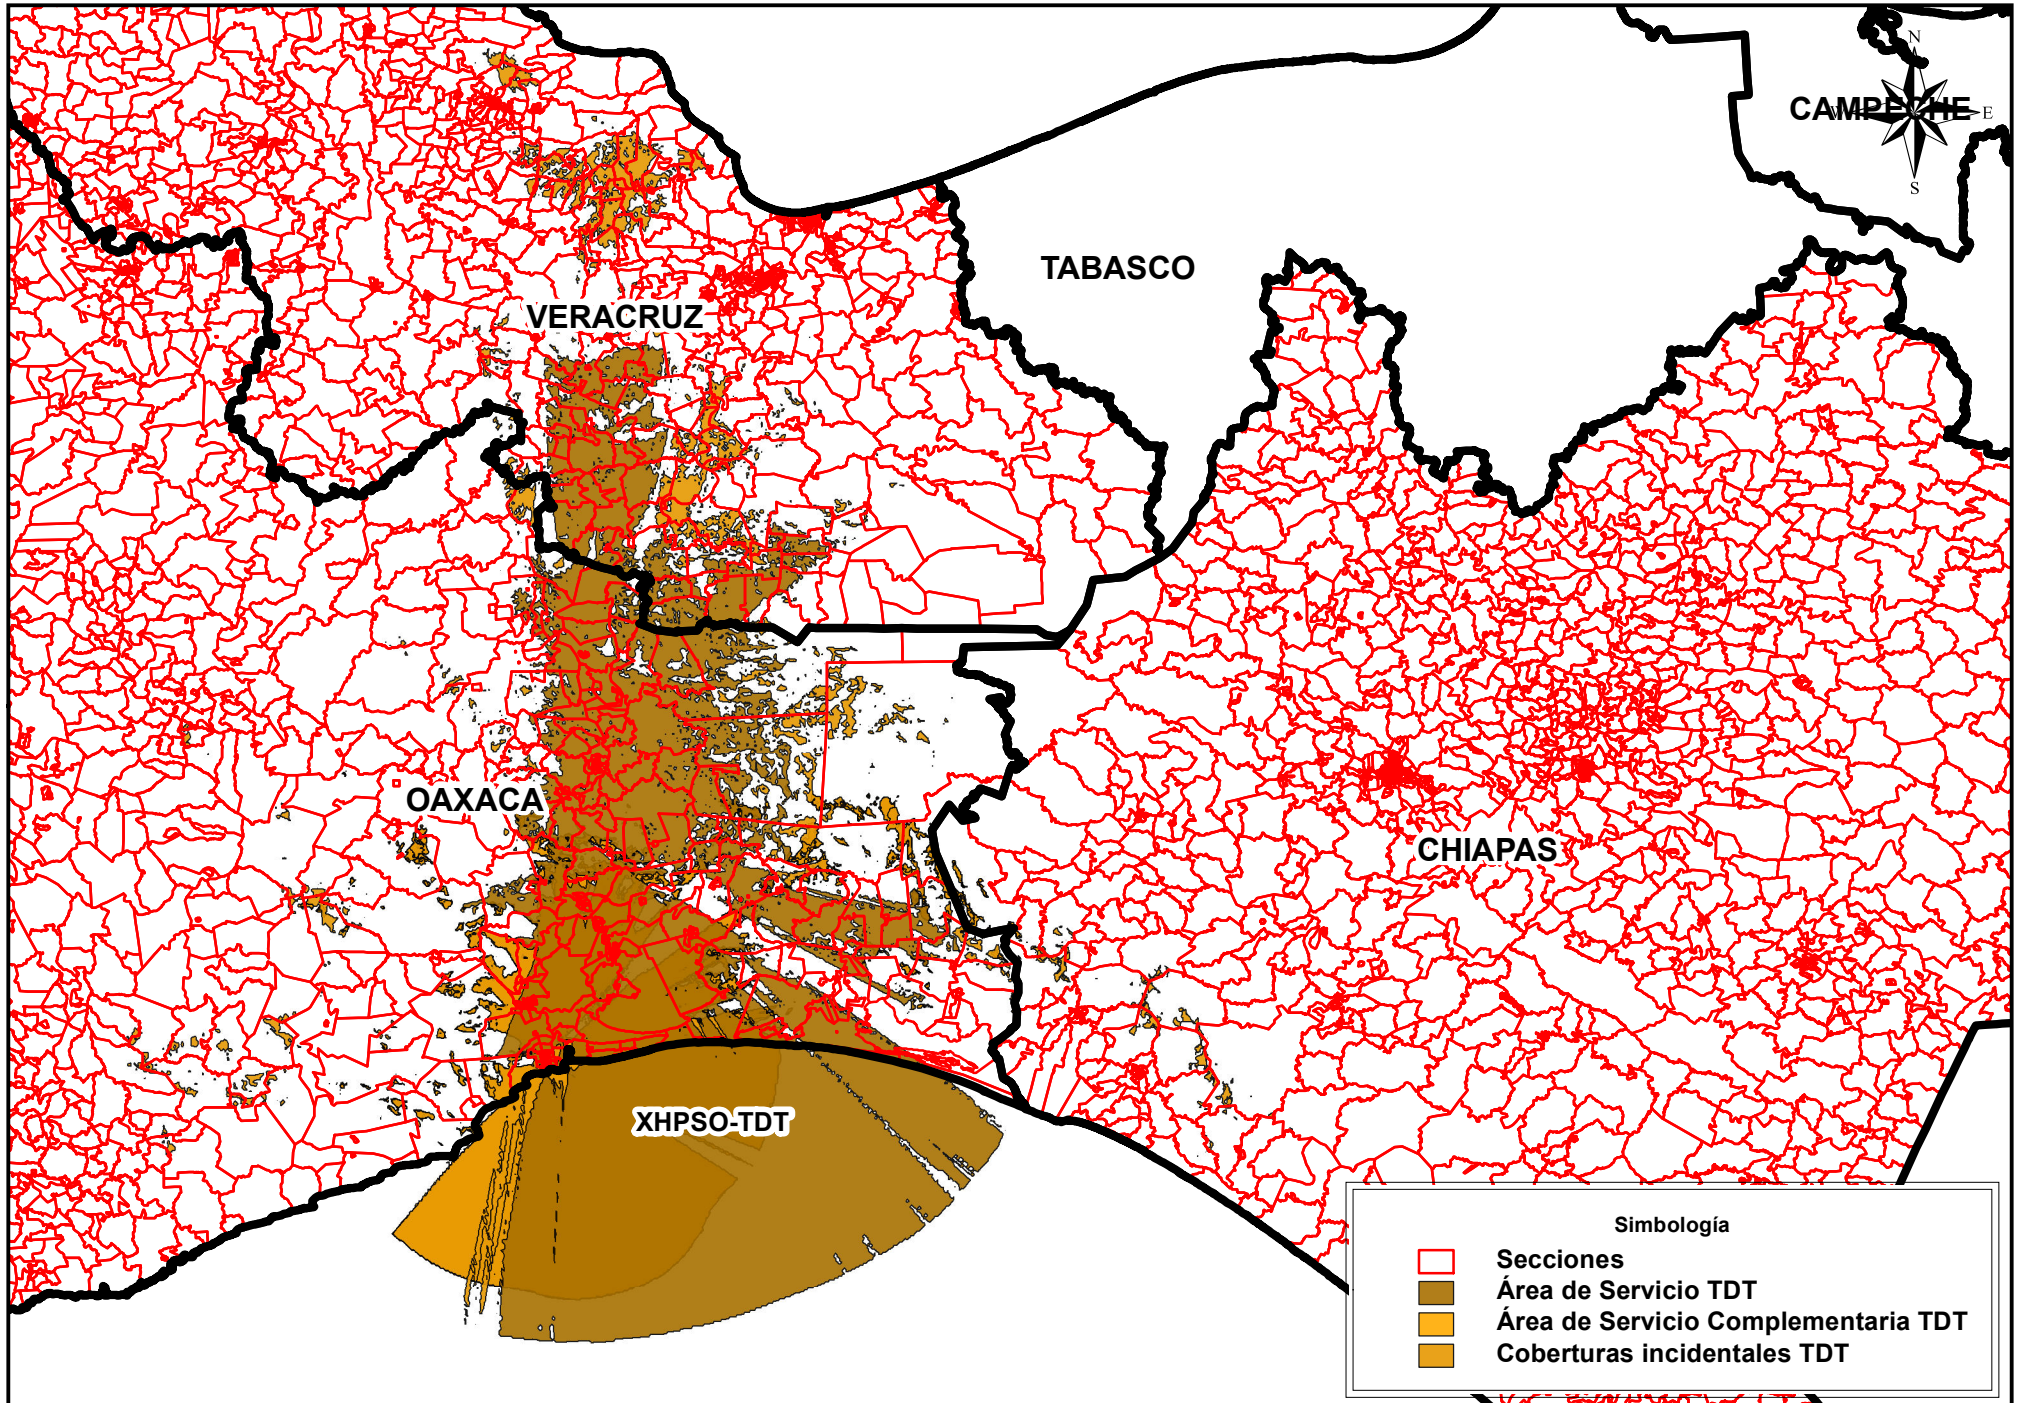 N
CAMPECHE
W
E
S
TABASCO
VERACRUZ
OAXACA
CHIAPAS
XHPSO-TDT
Simbología
Secciones
Área de Servicio TDT
Área de Servicio Complementaria TDT
Coberturas incidentales TDT